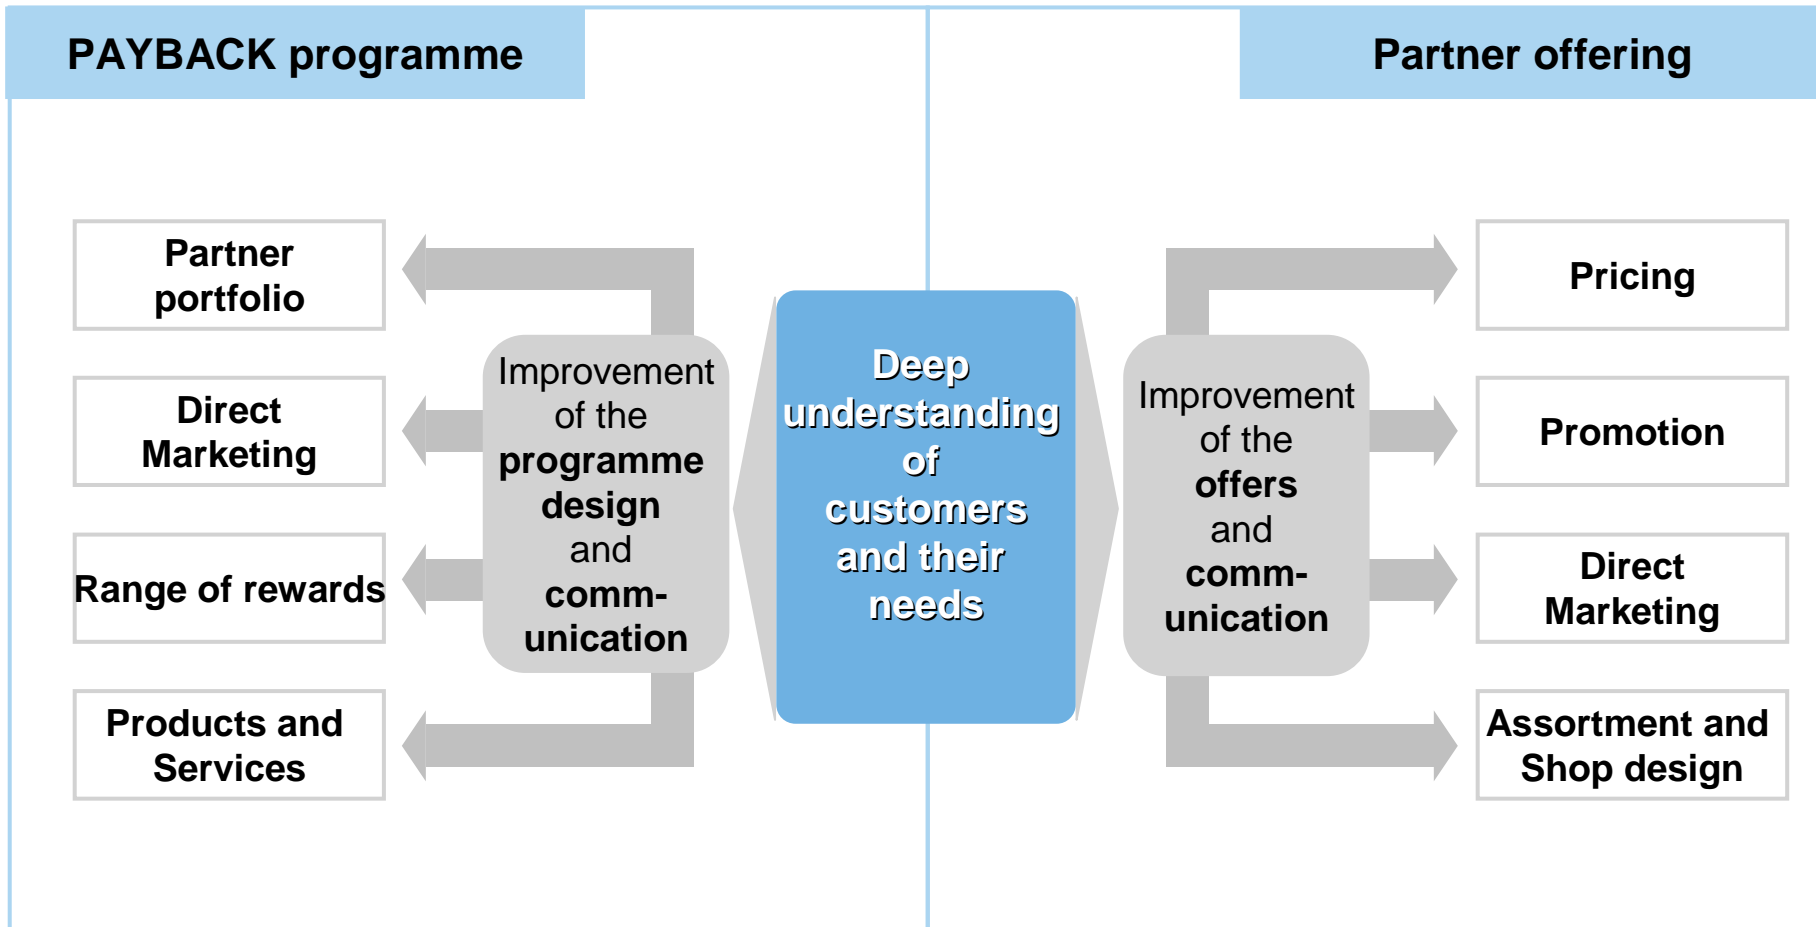 PAYBACK programme
Partner offering
Partner
portfolio
Direct
Marketing
Range of rewards
Products and
Services
Improvement
of the
programme
design
and
comm-
unication
Deep
understanding
of
customers
and their
needs
Improvement
of the
offers
and
comm-
unication
Pricing
Promotion
Direct
Marketing
Assortment and
Shop design